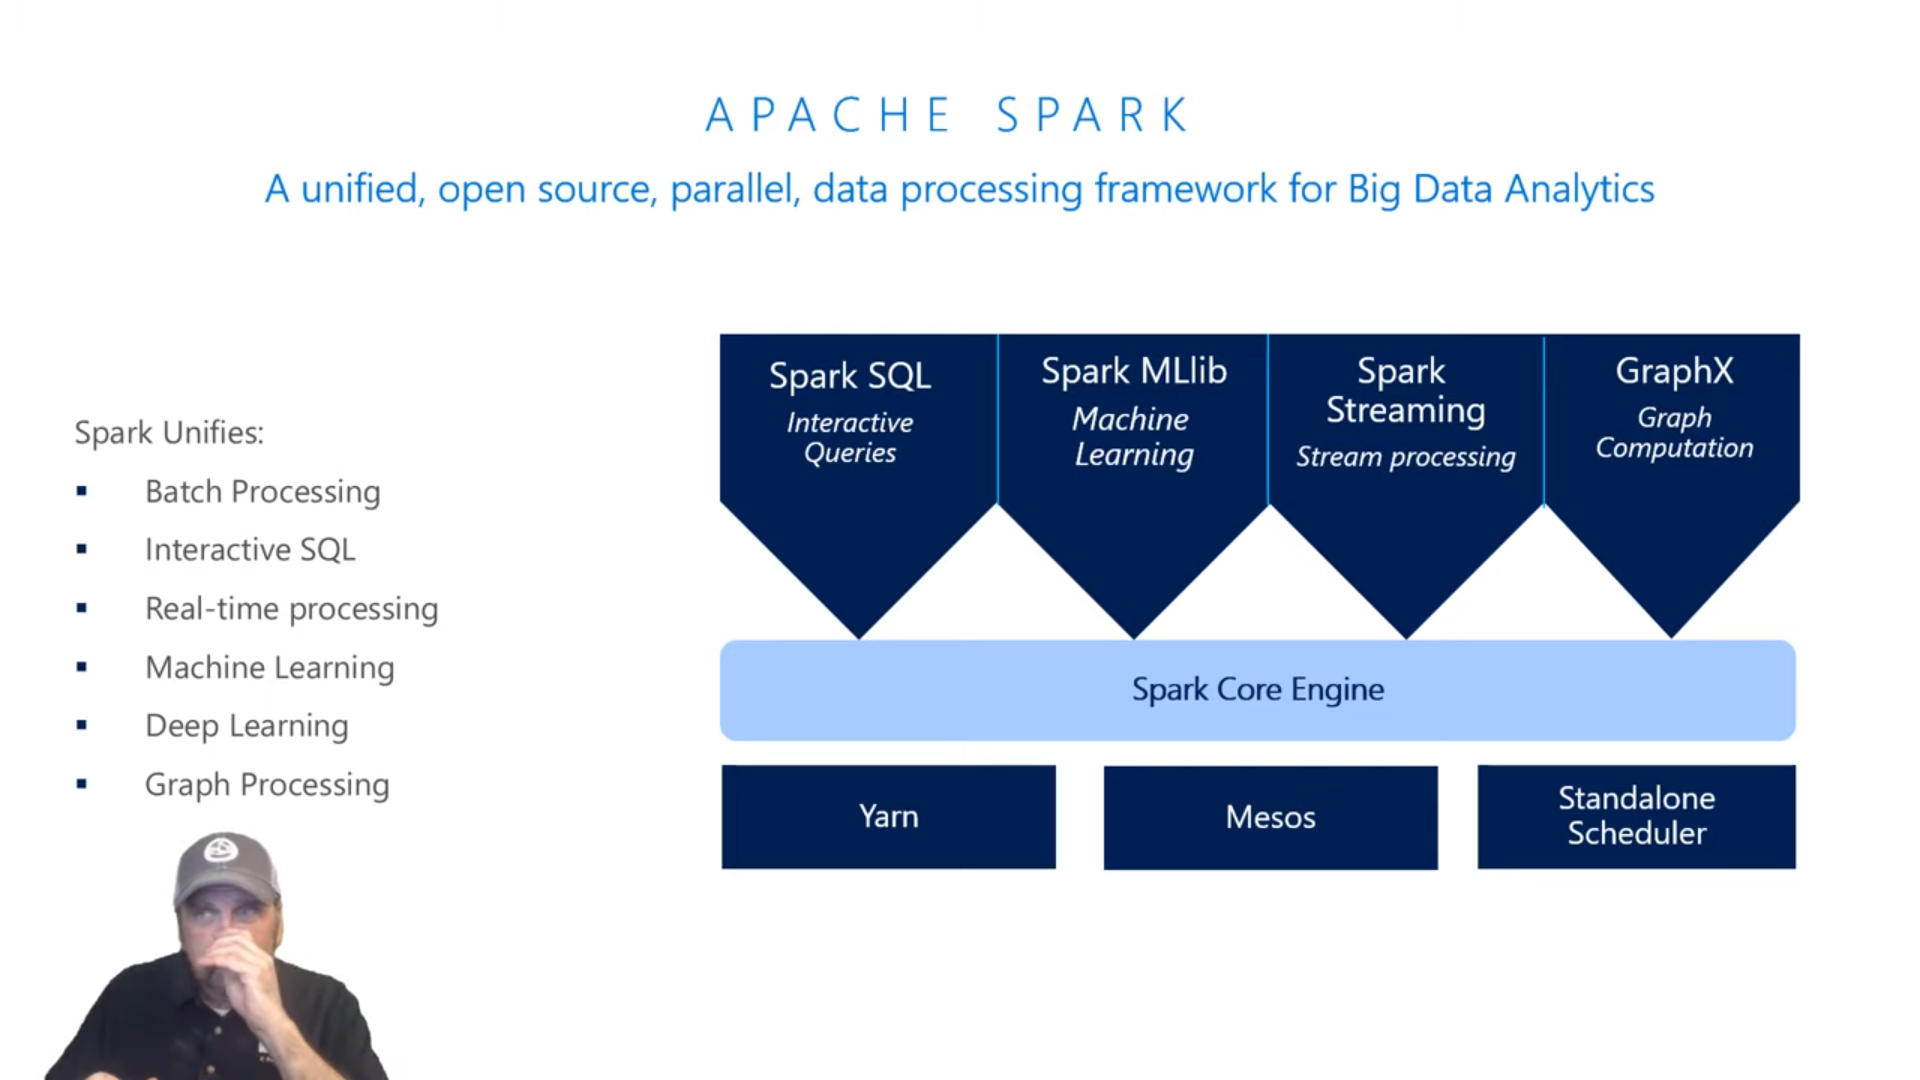 APACHE SPARK
A unified, open source, parallel, data processing framework for Big Data Analytics
Spark Unifies:
▪ Batch Processing
▪ Interactive SQL
▪ Real-time processing
▪ Machine Learning
▪ Deep Learning
▪ Graph Processing
Spark SQL
Interactive
Queries
Spark MLlib
Machine
Learning
Spark
Streaming
Stream processing
GraphX
Graph
Computation
Spark Core Engine
Yarn
Mesos
Standalone
Scheduler